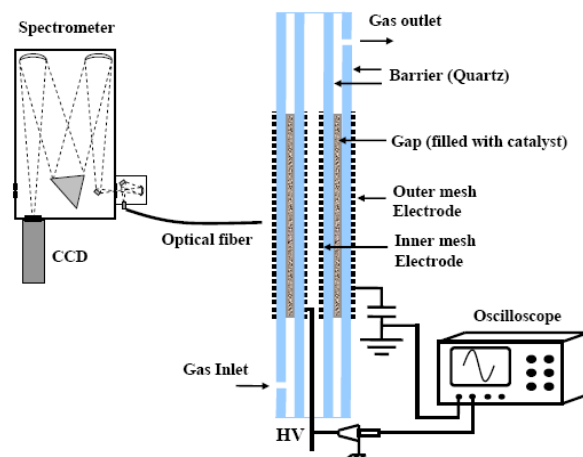 Spectrometer
Gas outlet
Barrier (Quartz)
Gap (filled with catalyst)
Outer mesh
Electrode
Optical fiber
Inner mesh
Electrode
CCD
Oscilloscope
Gas Inlet
HV